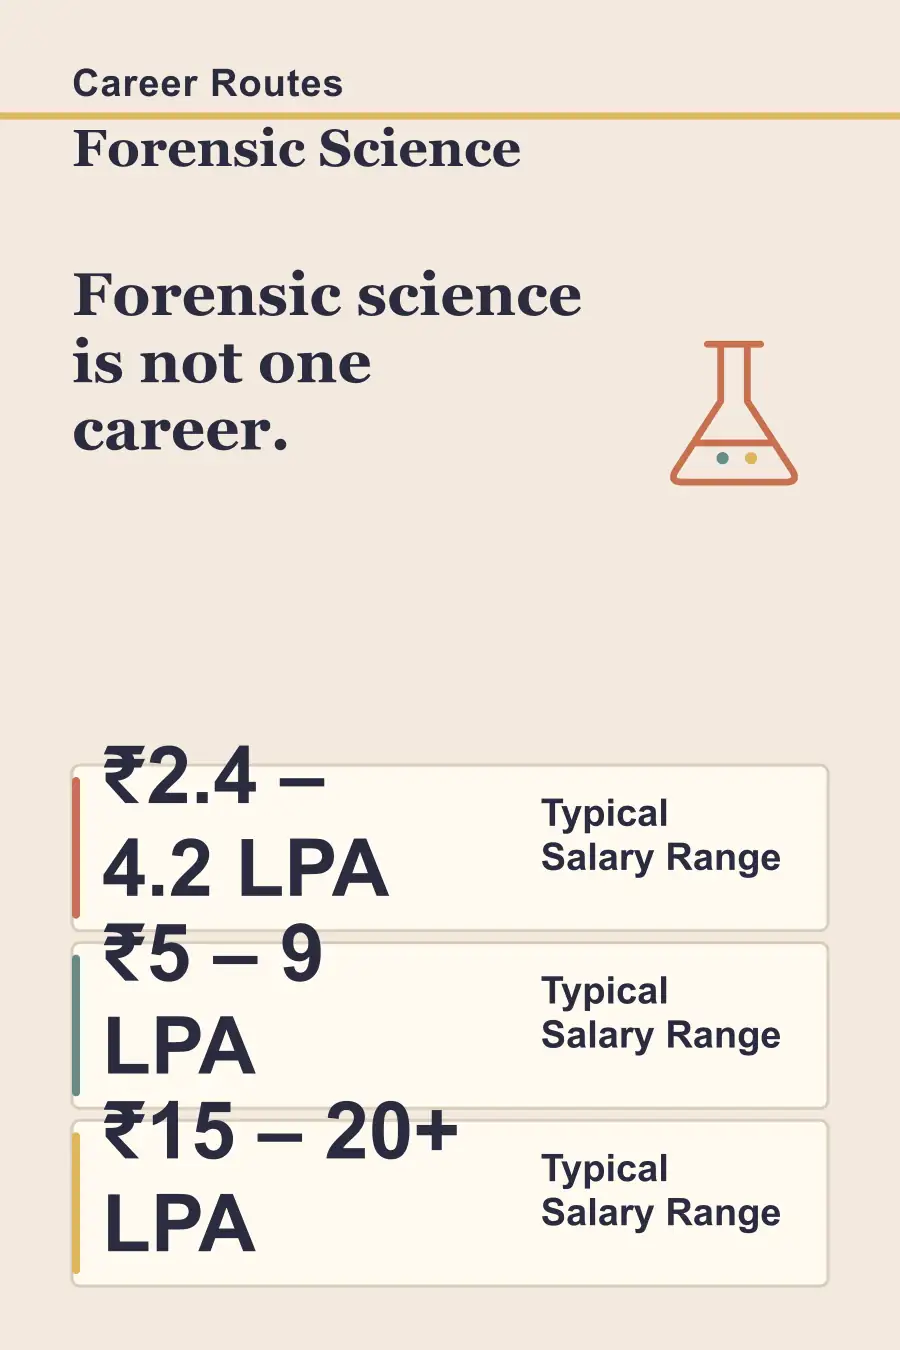 Career Routes
Forensic Science
Forensic science
is not one
career.
₹2.4 –
4.2 LPA
Typical
Salary Range
₹5 – 9
LPA
Typical
Salary Range
₹15 – 20+
LPA
Typical
Salary Range